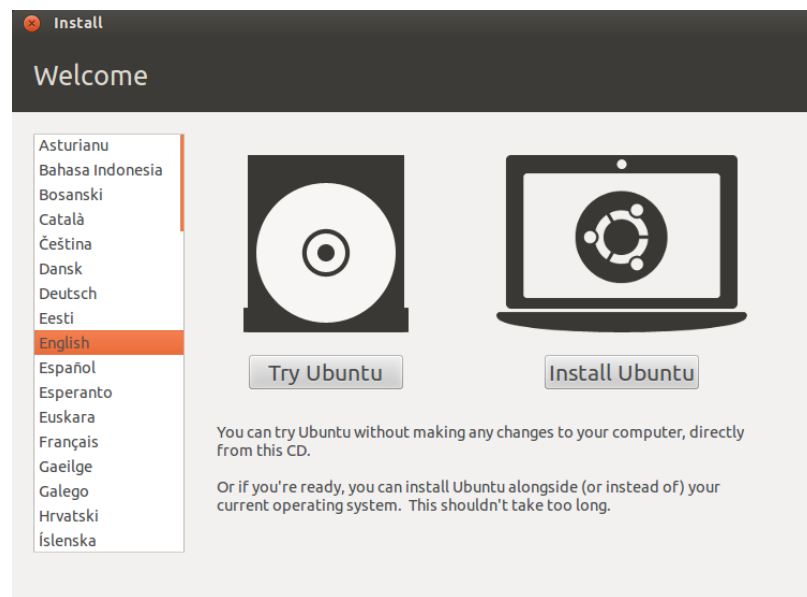 Install
Welcome
Asturianu
Bahasa Indonesia
Bosanski
Català
Čeština
Dansk
Deutsch
Eesti
English
Español
Esperanto
Euskara
Français
Gaeilge
Galego
Hrvatski
Íslenska
Try Ubuntu
Install Ubuntu
You can try Ubuntu without making any changes to your computer, directly
from this CD.
Or if you're ready, you can install Ubuntu alongside (or instead of) your
current operating system.  This shouldn't take too long.